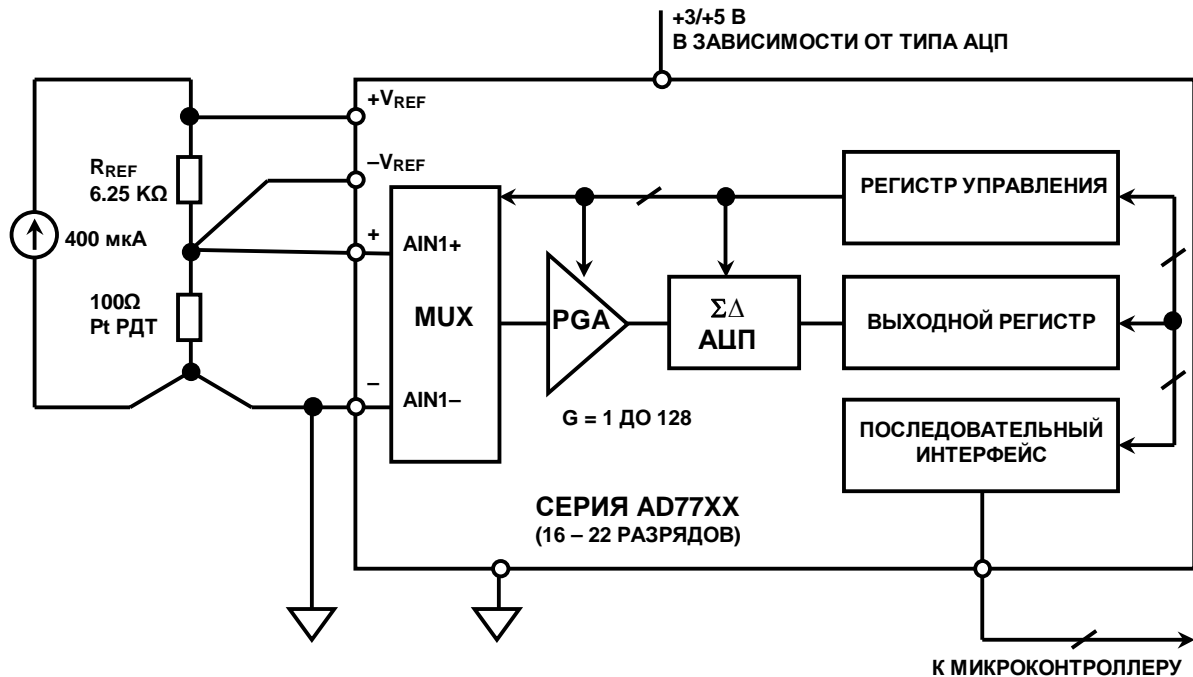 +3/+5 В
В ЗАВИСИМОСТИ ОТ ТИПА АЦП
+VREF
–VREF
RREF
6.25 KΩ
400 мкА
100Ω
Pt РДТ
+
AIN1+
MUX
–
AIN1–
PGA
G = 1 ДО 128
ΣΔ
АЦП
РЕГИСТР УПРАВЛЕНИЯ
ВЫХОДНОЙ РЕГИСТР
ПОСЛЕДОВАТЕЛЬНЫЙ
ИНТЕРФЕЙС
СЕРИЯ AD77XX
(16 – 22 РАЗРЯДОВ)
К МИКРОКОНТРОЛЛЕРУ